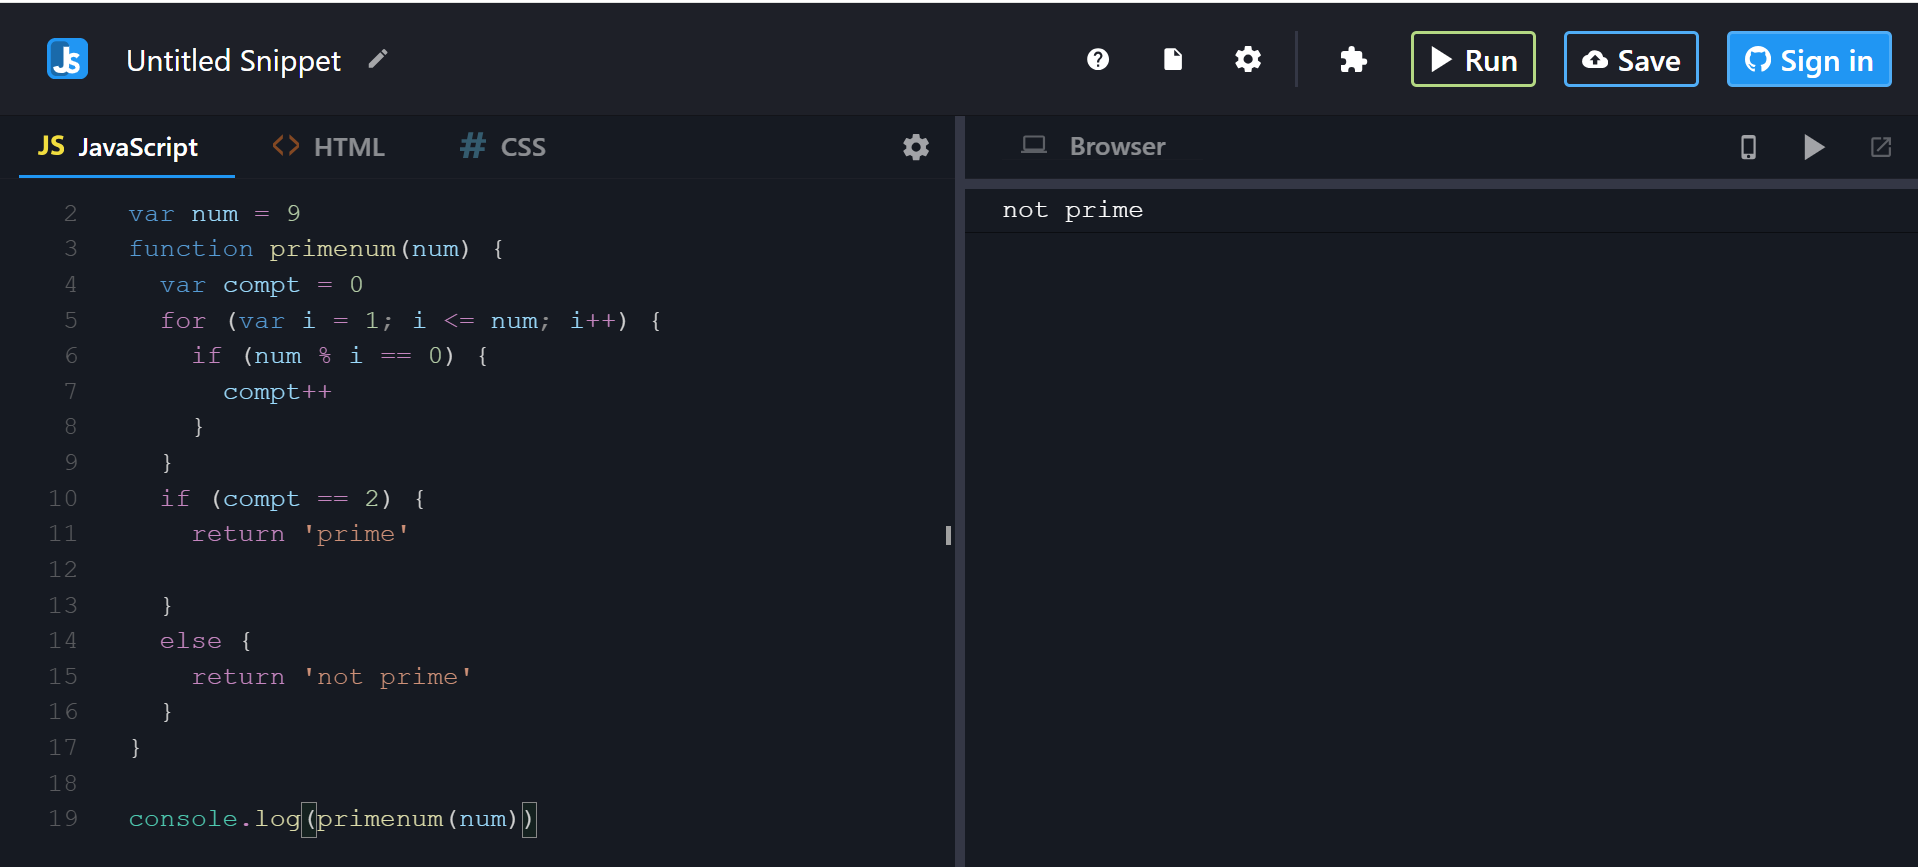 JS Untitled Snippet Run Save Sign in
JS JavaScript <> HTML # CSS Browser
2 var num = 9
3 function primenum(num) {
4   var compt = 0
5   for (var i = 1; i <= num; i++) {
6     if (num % i == 0) {
7       compt++
8     }
9   }
10   if (compt == 2) {
11     return 'prime'
12
13   }
14   else {
15     return 'not prime'
16   }
17 }
18
19 console.log(primenum(num))
not prime